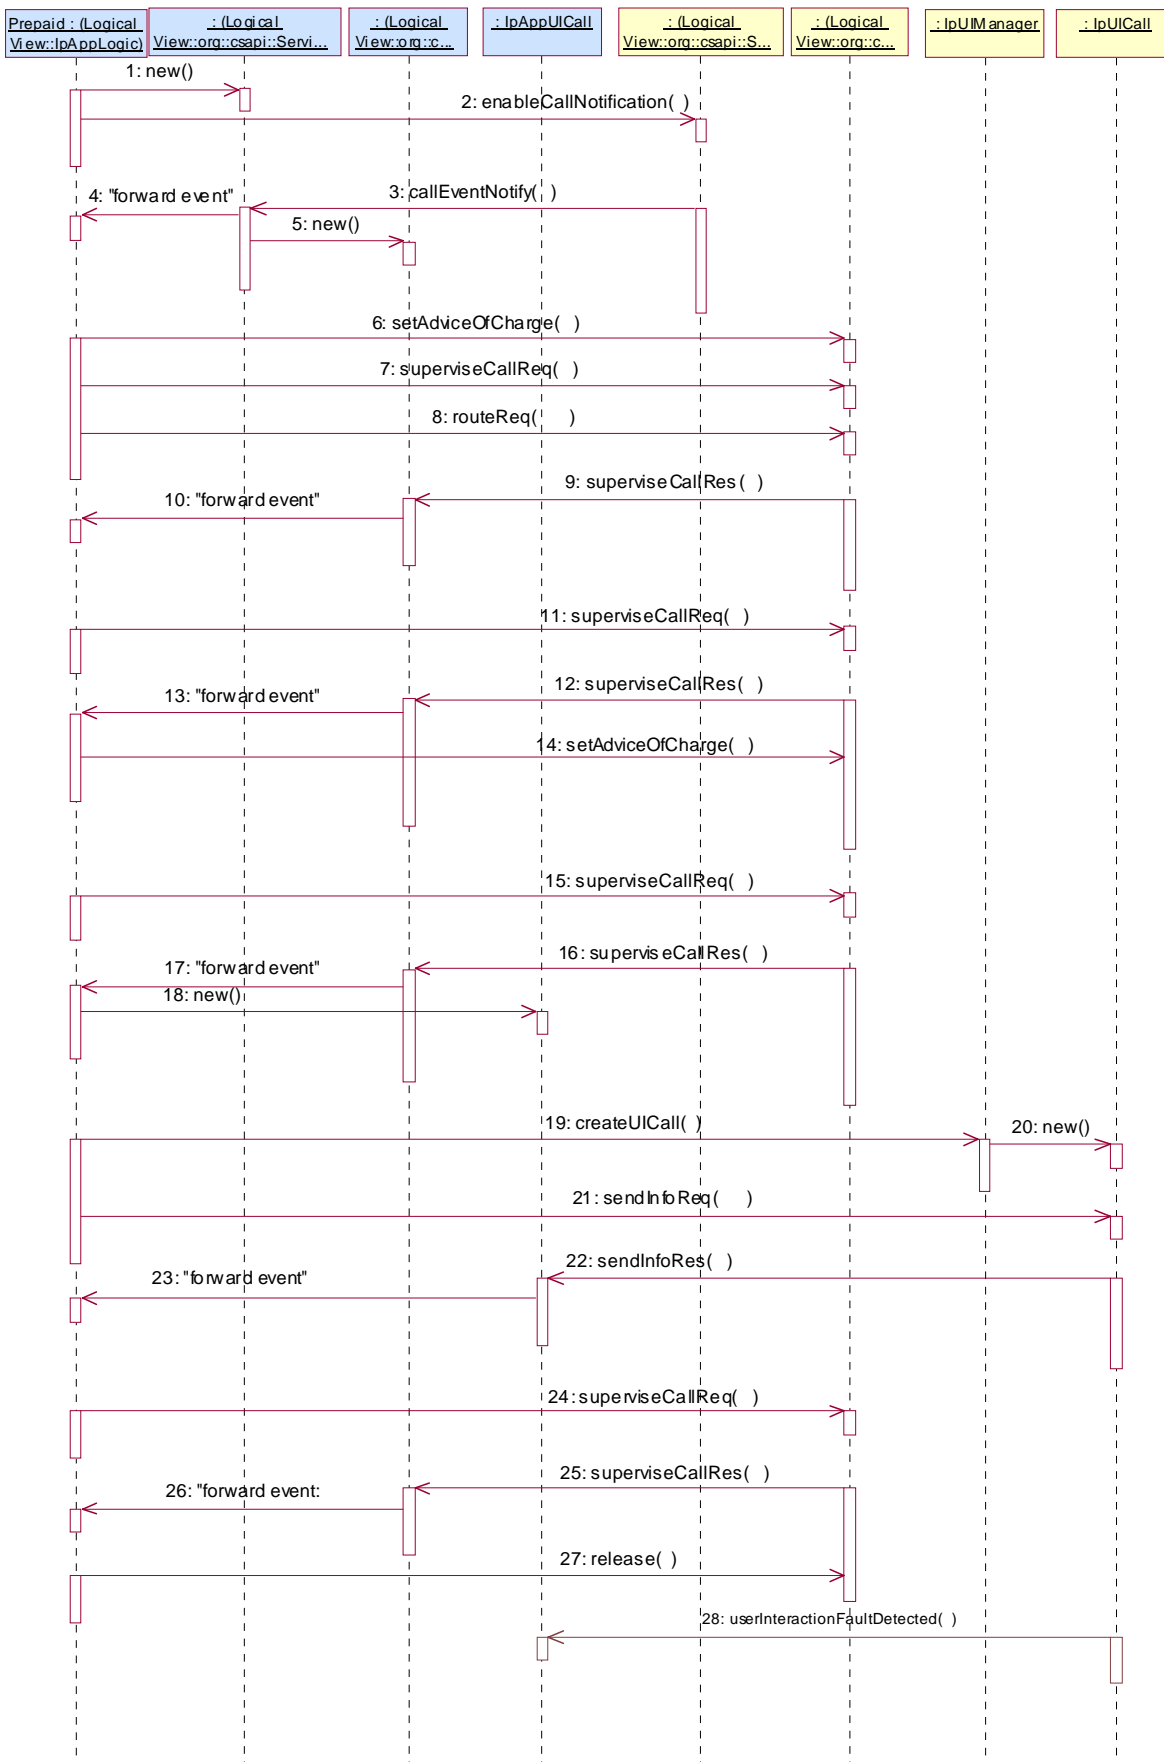 Prepaid : (Logical
View::IpAppLogic)
: (Logical
View::org::csapi::Servi...
: (Logical
View::org::c...
: IpAppUICall
: (Logical
View::org::csapi::S...
: (Logical
View::org::c...
: IpUIManager
: IpUICall
1: new()
2: enableCallNotification( )
3: callEventNotify( )
4: "forward event"
5: new()
6: setAdviceOfCharge( )
7: superviseCallReq( )
8: routeReq( )
9: superviseCallRes( )
10: "forward event"
11: superviseCallReq( )
12: superviseCallRes( )
13: "forward event"
14: setAdviceOfCharge( )
15: superviseCallReq( )
16: superviseCallRes( )
17: "forward event"
18: new()
19: createUICall( )
20: new()
21: sendInfoReq( )
22: sendInfoRes( )
23: "forward event"
24: superviseCallReq( )
25: superviseCallRes( )
26: "forward event:
27: release( )
28: userInteractionFaultDetected( )